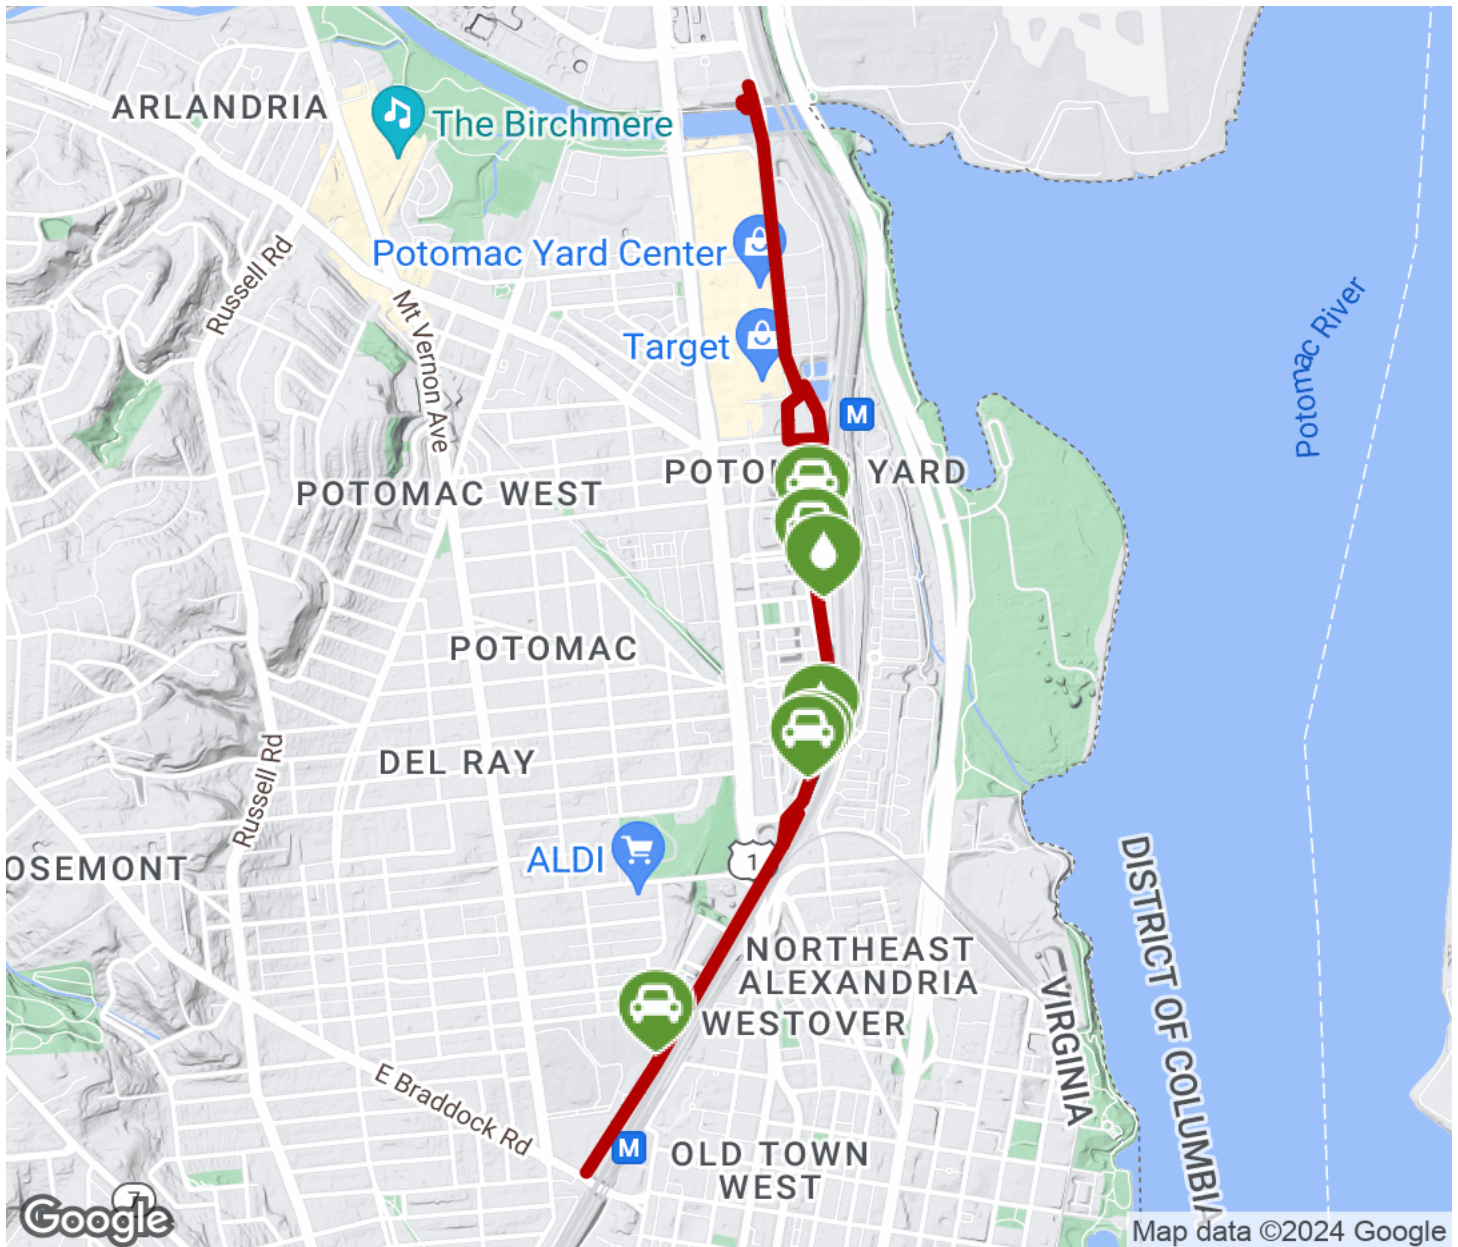 ARLANDRIA
The Birchmere
Russell Rd
Potomac Yard Center
Mt Vernon Ave
Target
Potomac River
M
POTO
YARD
POTOMAC WEST
POTOMAC
DEL RAY
Russell Rd
ALDI
1
OSEMONT
DISTRICT OF COLUMBIA
VIRGINIA
NORTHEAST
ALEXANDRIA
WESTOVER
E Braddock Rd
M
OLD TOWN
WEST
7
Google
Map data ©2024 Google